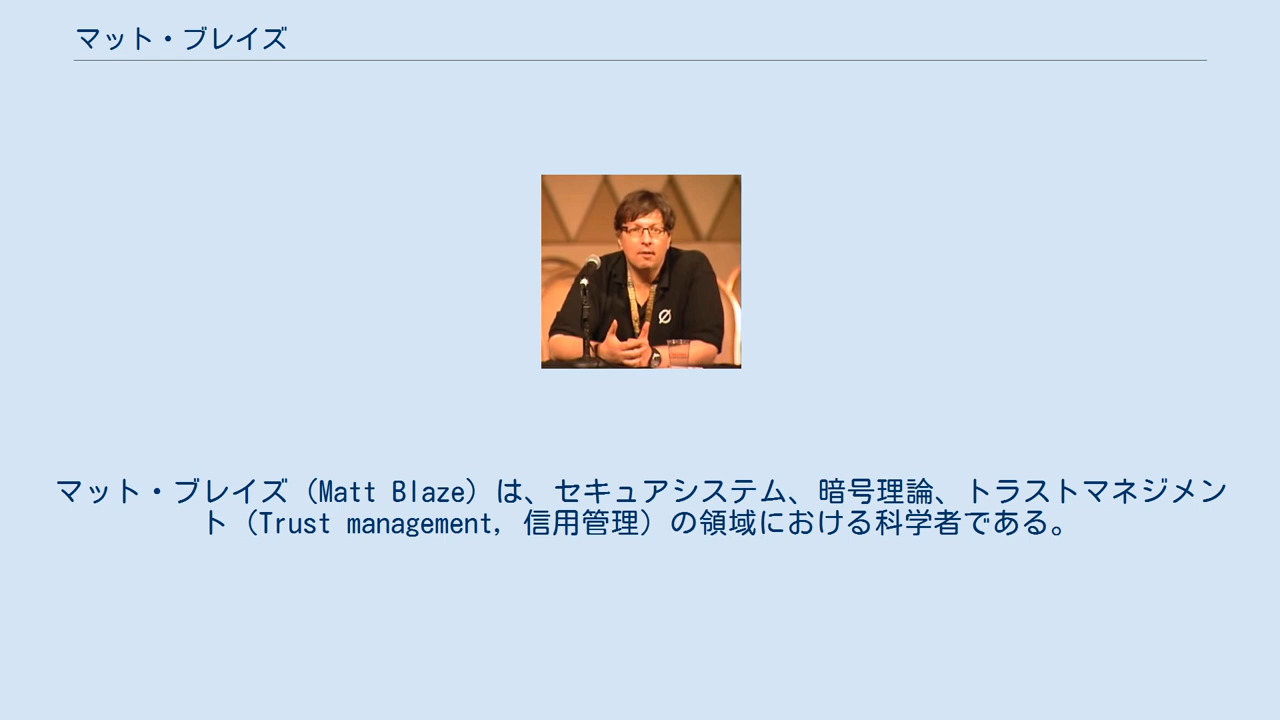 マット・ブレイズ
マット・ブレイズ（Matt Blaze）は、セキュアシステム、暗号理論、トラストマネジメン
ト（Trust management, 信用管理）の領域における科学者である。